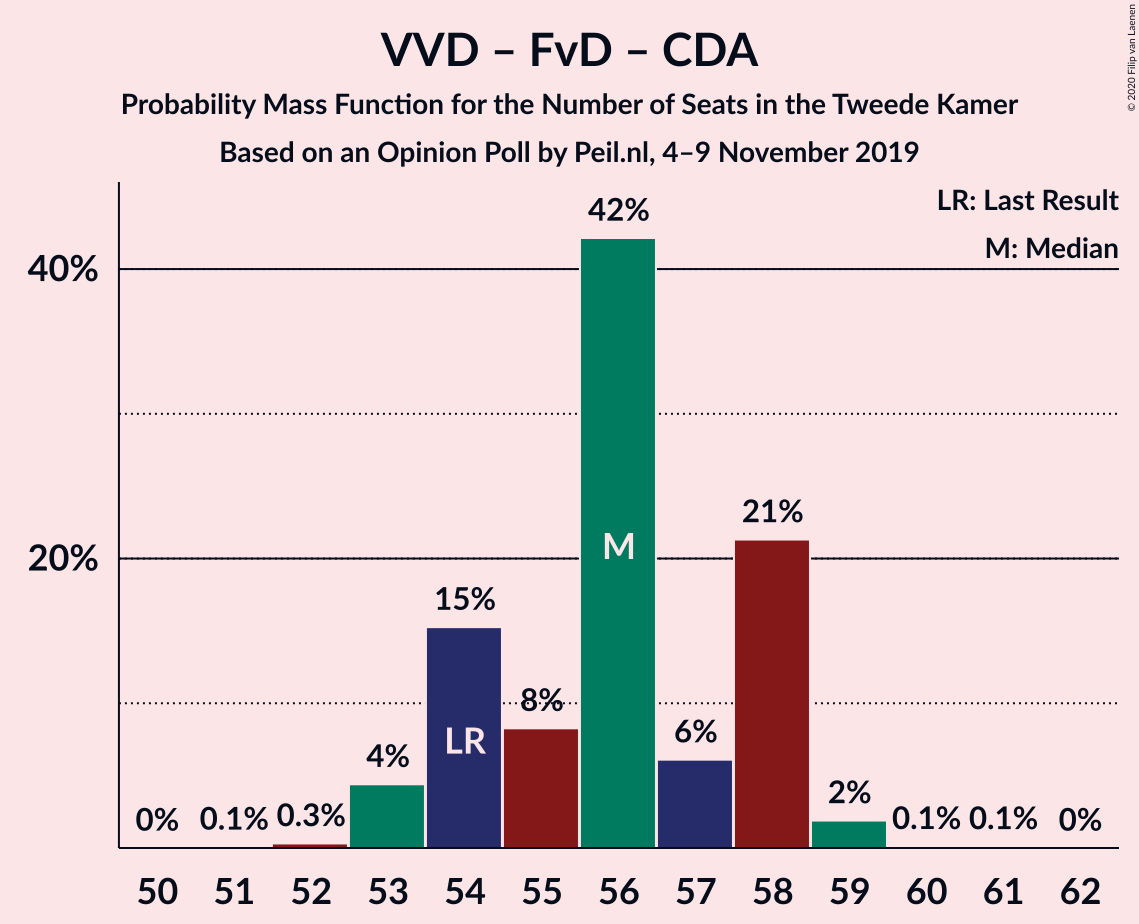 VVD – FvD – CDA
Probability Mass Function for the Number of Seats in the Tweede Kamer
Based on an Opinion Poll by Peil.nl, 4–9 November 2019
© 2020 Filip van Laenen
LR: Last Result
M: Median
42%
40%
M
21%
20%
15%
8%
LR
6%
4%
2%
0% 0.1% 0.3% 0.1% 0.1% 0%
50 51 52 53 54 55 56 57 58 59 60 61 62